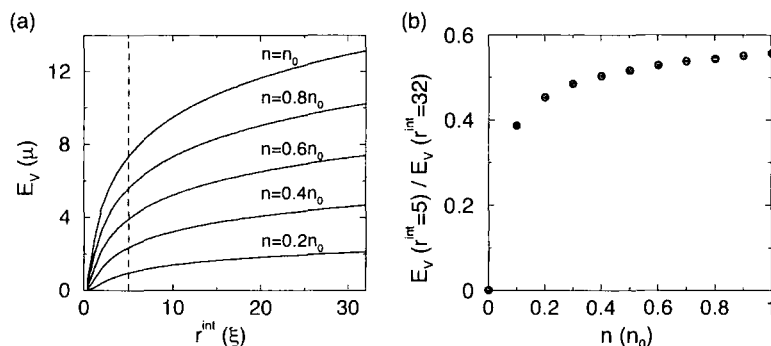 (a)
E_V (μ)
12
8
4
0
n=n₀
n=0.8n₀
n=0.6n₀
n=0.4n₀
n=0.2n₀
0 10 20 30
r^int (ξ)
(b)
E_V (r^int=5) / E_V (r^int=32)
0.6
0.4
0.2
0
0 0.2 0.4 0.6 0.8 1
n (n₀)